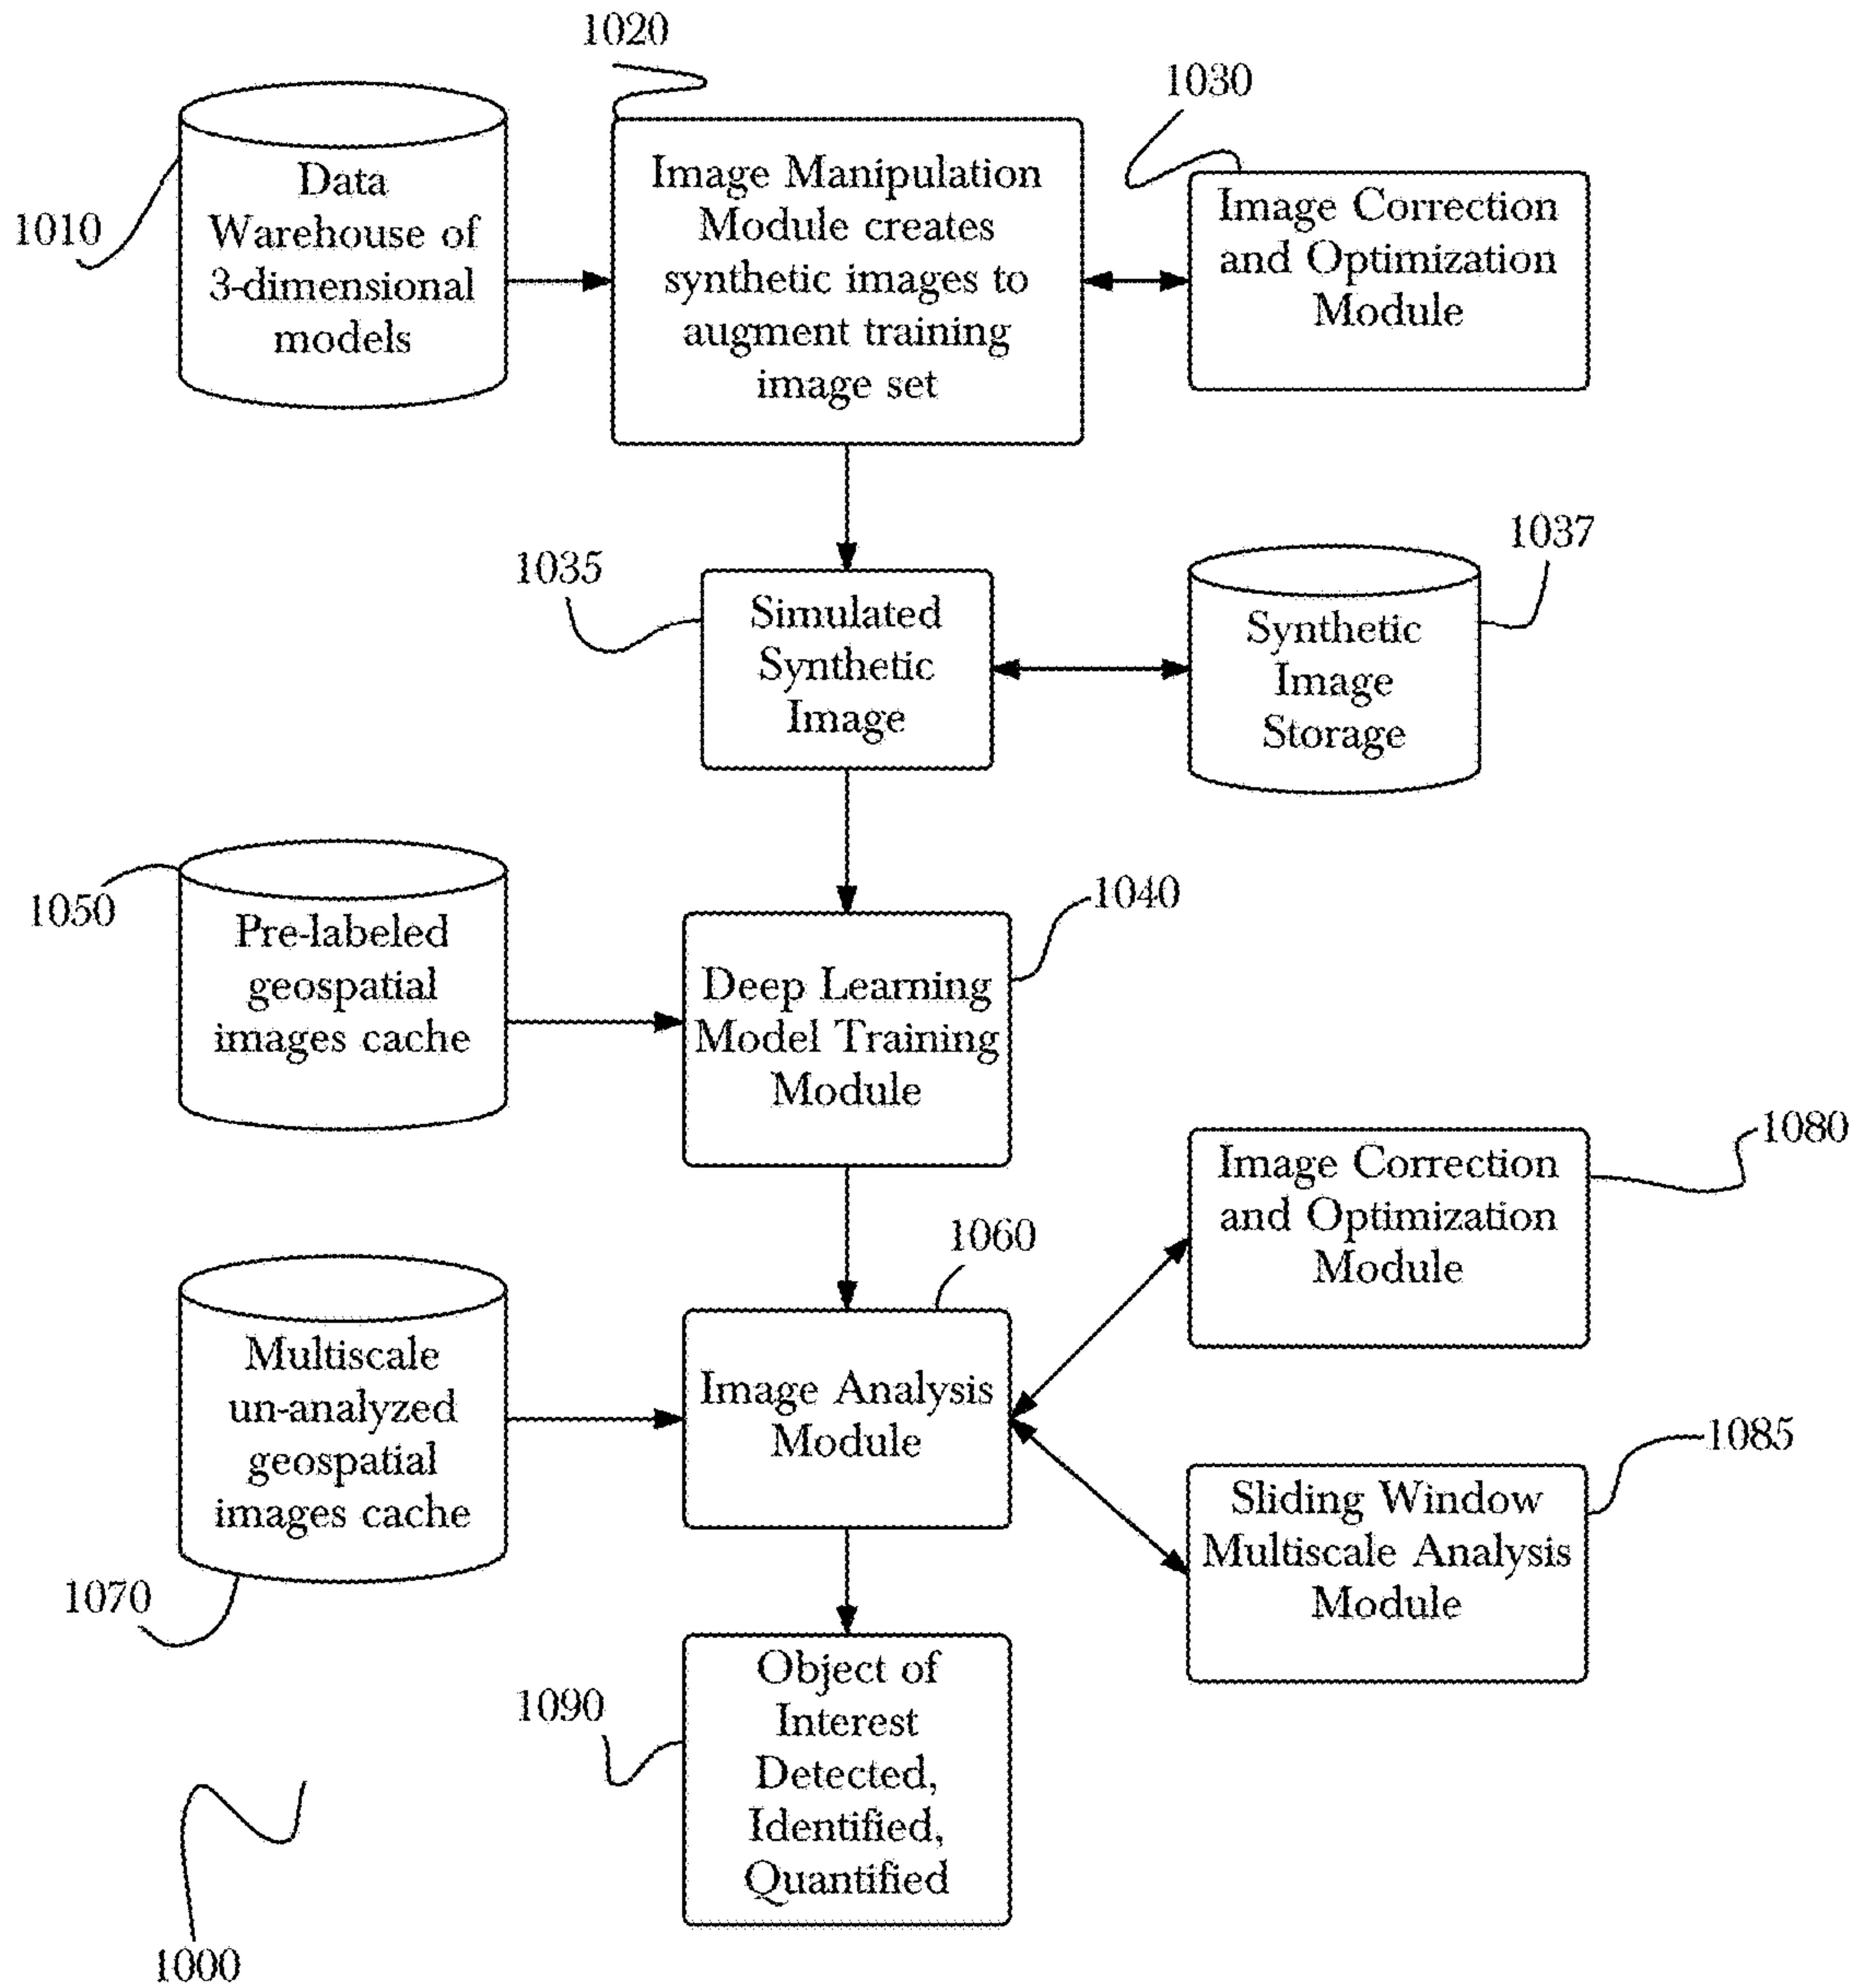 1020
1030
1010
Data
Warehouse of
3-dimensional
models
Image Manipulation
Module creates
synthetic images to
augment training
image set
Image Correction
and Optimization
Module
1035
Simulated
Synthetic
Image
1037
Synthetic
Image
Storage
1050
Pre-labeled
geospatial
images cache
1040
Deep Learning
Model Training
Module
1080
Image Correction
and Optimization
Module
1060
Multiscale
un-analyzed
geospatial
images cache
Image Analysis
Module
1085
Sliding Window
Multiscale Analysis
Module
1070
1090
Object of
Interest
Detected,
Identified,
Quantified
1000